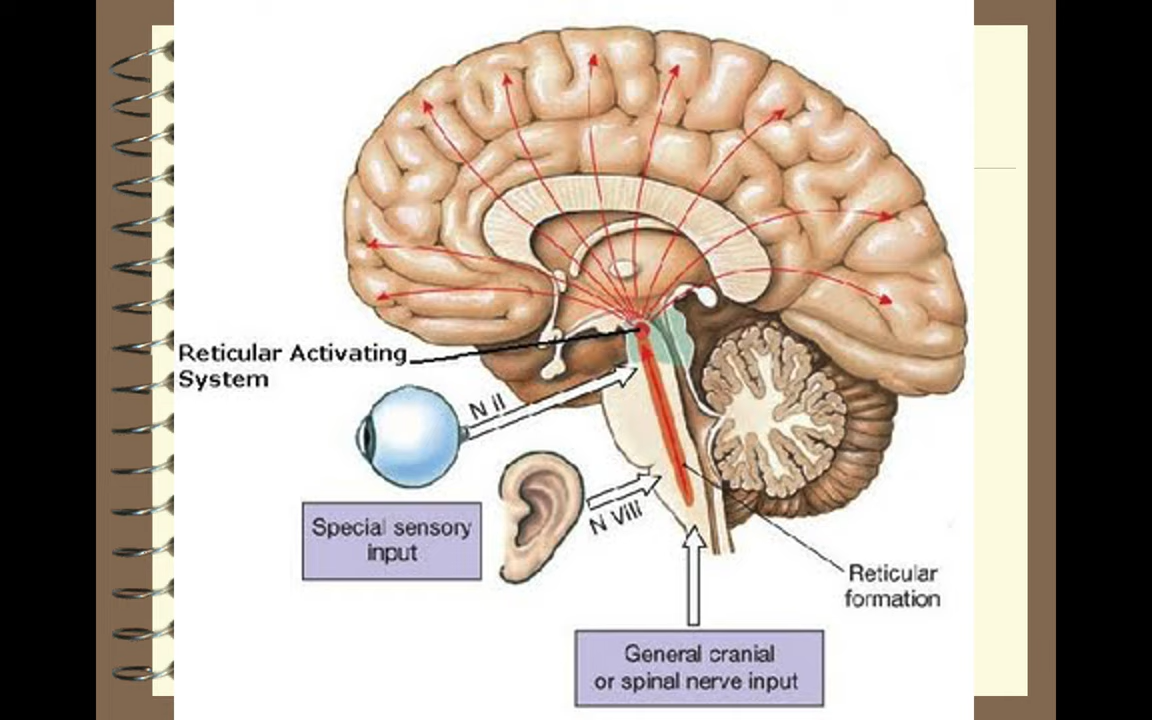 Reticular Activating
System
N II
N VIII
Special sensory
input
Reticular
formation
General cranial
or spinal nerve input